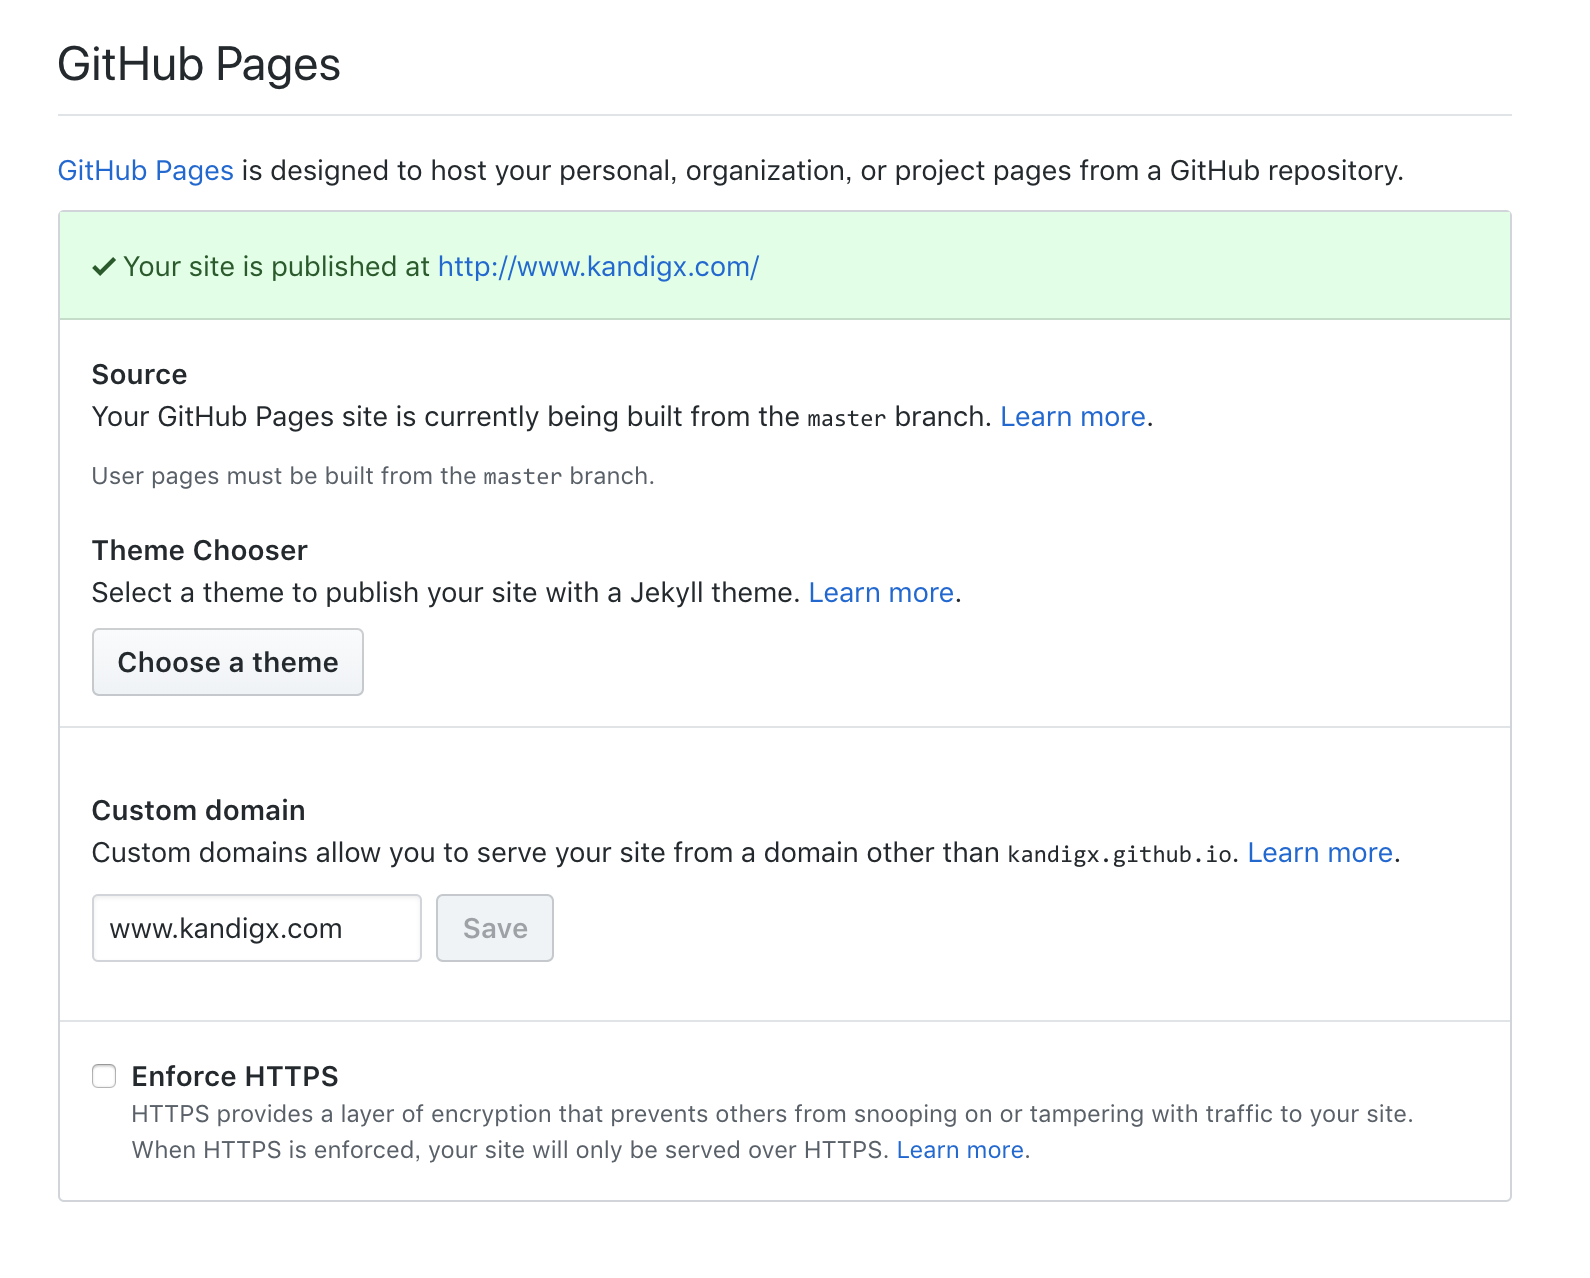 GitHub Pages
GitHub Pages is designed to host your personal, organization, or project pages from a GitHub repository.
✔ Your site is published at http://www.kandigx.com/
Source
Your GitHub Pages site is currently being built from the master branch. Learn more.
User pages must be built from the master branch.
Theme Chooser
Select a theme to publish your site with a Jekyll theme. Learn more.
Choose a theme
Custom domain
Custom domains allow you to serve your site from a domain other than kandigx.github.io. Learn more.
www.kandigx.com Save
Enforce HTTPS
HTTPS provides a layer of encryption that prevents others from snooping on or tampering with traffic to your site.
When HTTPS is enforced, your site will only be served over HTTPS. Learn more.